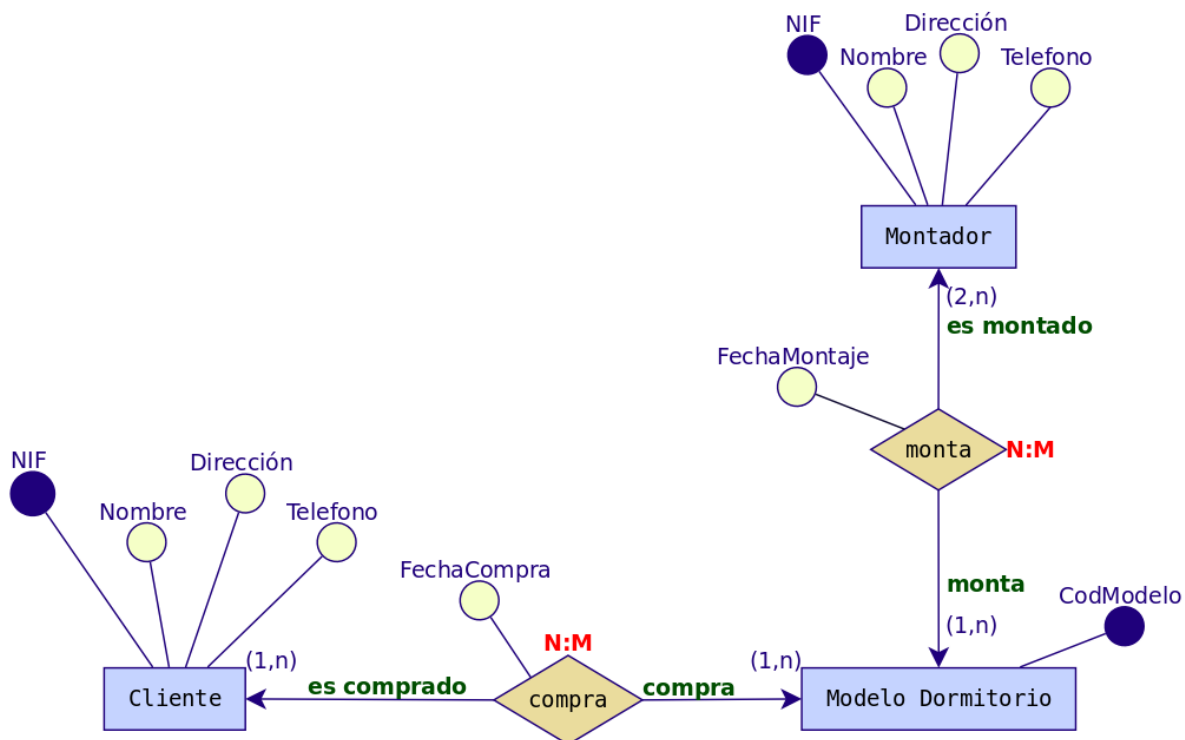 NIF
Dirección
Nombre
Telefono
Montador
(2,n)
es montado
FechaMontaje
monta
N:M
NIF
Dirección
Nombre
Telefono
FechaCompra
monta
CodModelo
N:M
(1,n)
(1,n)
(1,n)
Cliente
es comprado
compra
compra
Modelo Dormitorio